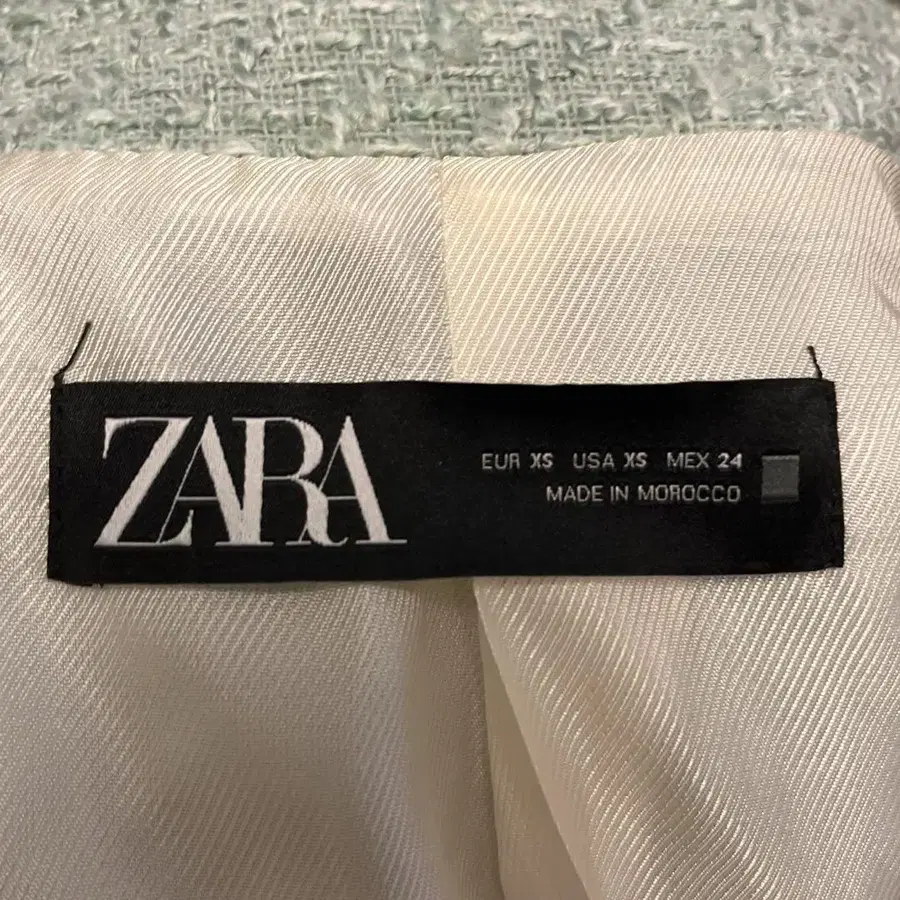 ZARA
EUR XS USA XS MEX 24
MADE IN MOROCCO